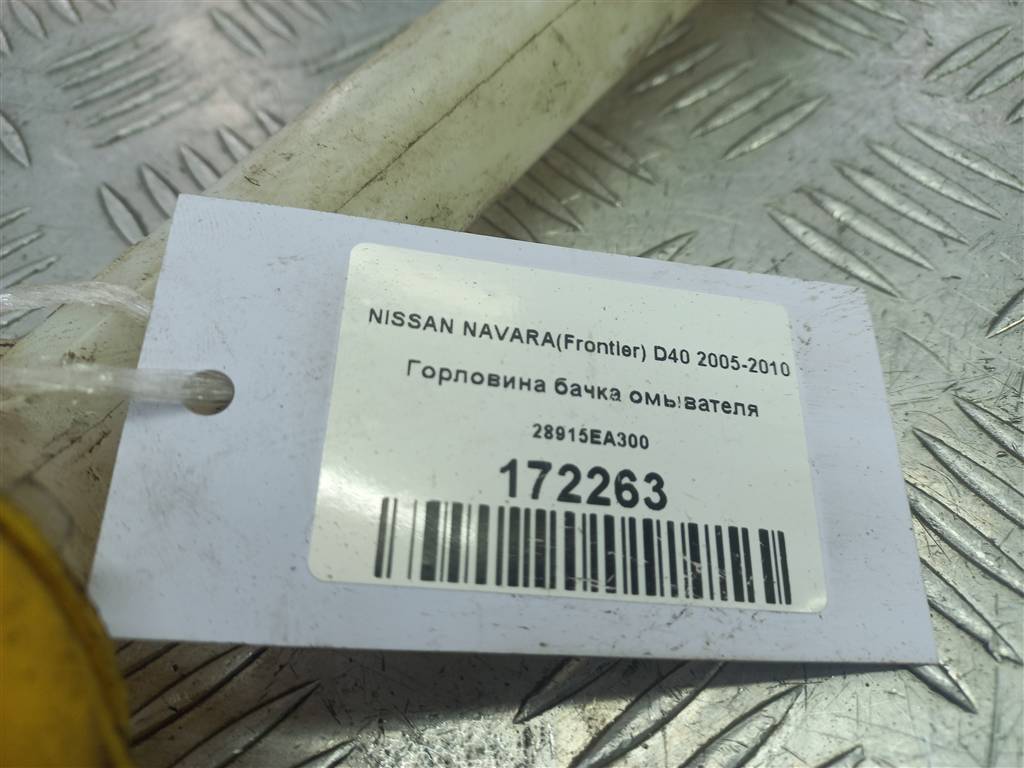 NISSAN NAVARA(Frontier) D40 2005-2010
Горловина бачка омывателя
28915EA300
172263